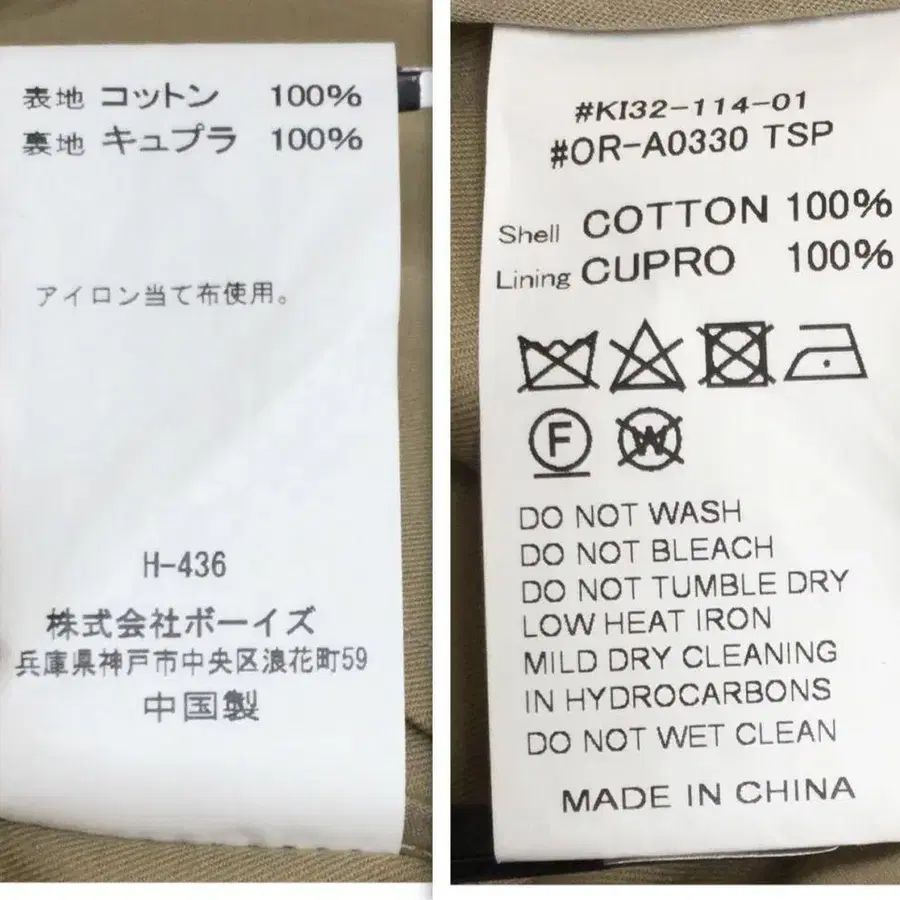 表地 コットン 100%
裏地 キュプラ 100%
アイロン当て布使用。
H-436
株式会社ボーイズ
兵庫県神戸市中央区浪花町59
中国製
#KI32-114-01
#OR-A0330 TSP
Shell COTTON 100%
Lining CUPRO 100%
F
W
DO NOT WASH
DO NOT BLEACH
DO NOT TUMBLE DRY
LOW HEAT IRON
MILD DRY CLEANING
IN HYDROCARBONS
DO NOT WET CLEAN
MADE IN CHINA